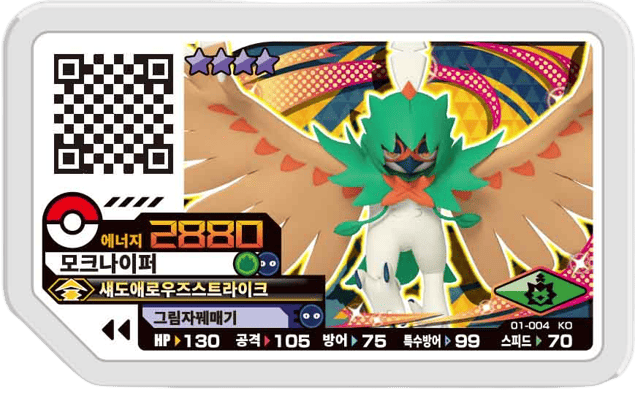 에너지 2880
모크나이퍼
섀도애로우즈스트라이크
그림자꿰매기
01-004 KO
HP 130 공격 105 방어 75 특수방어 99 스피드 70